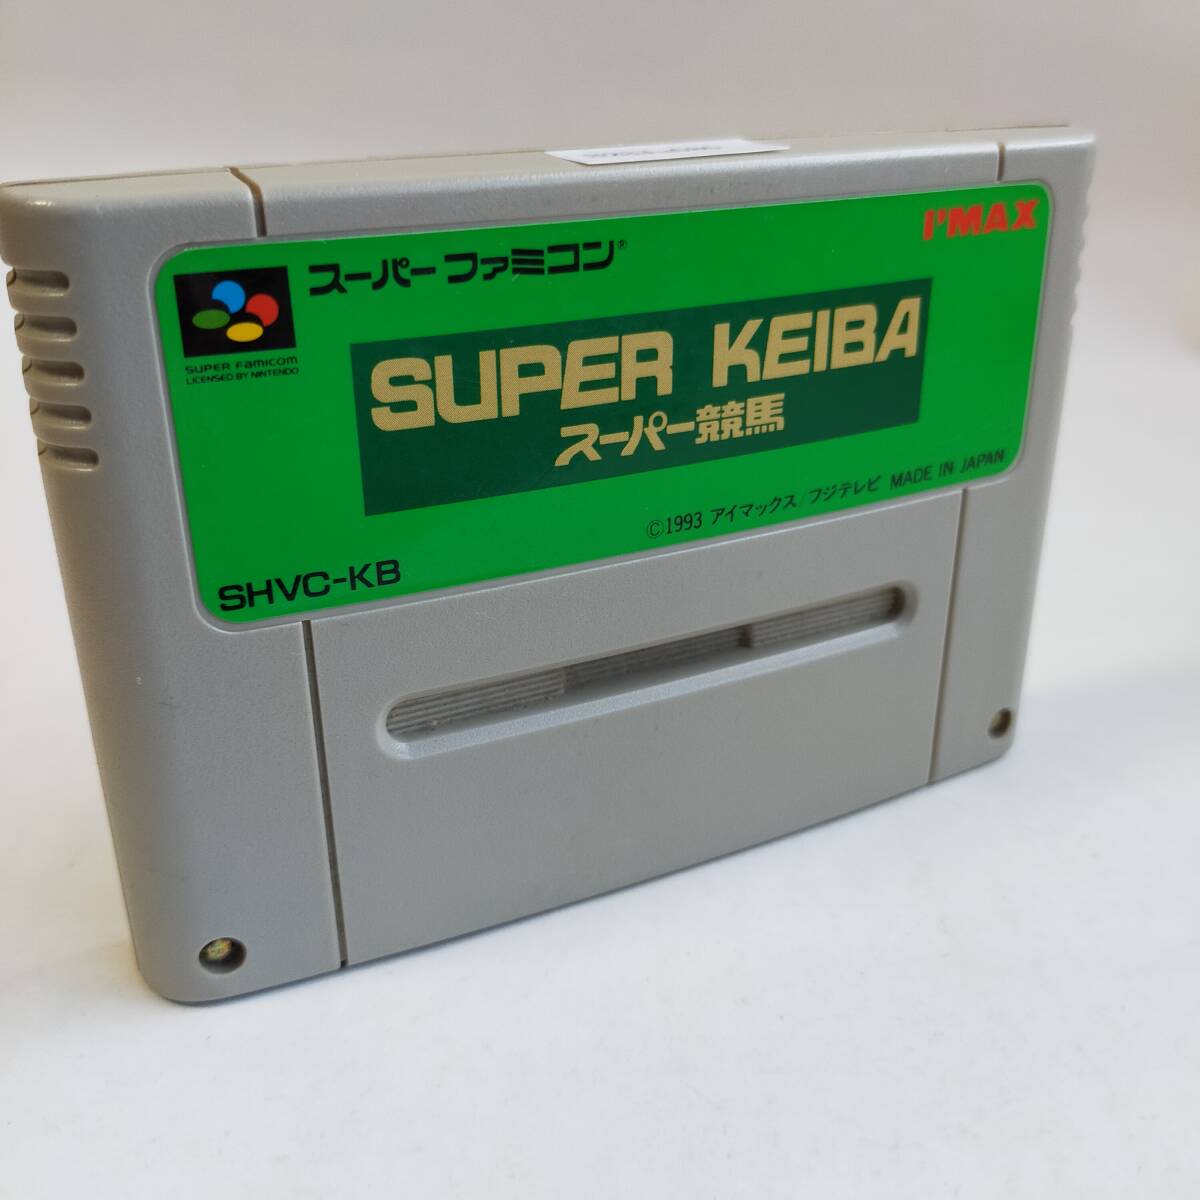 I'MAX
スーパーファミコン®
SUPER FAMICOM
LICENSED BY NINTENDO
SUPER KEIBA
スーパー競馬
©1993 アイマックス/フジテレビ MADE IN JAPAN
SHVC-KB